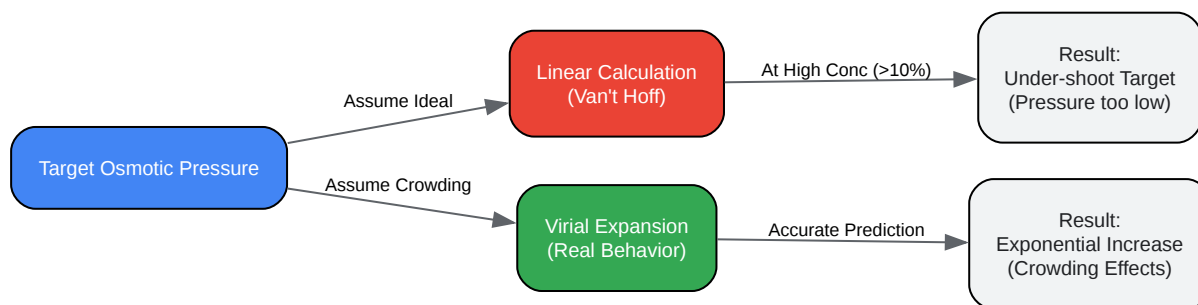 Target Osmotic Pressure
Assume Ideal
Linear Calculation
(Van't Hoff)
At High Conc (>10%)
Result:
Under-shoot Target
(Pressure too low)
Assume Crowding
Virial Expansion
(Real Behavior)
Accurate Prediction
Result:
Exponential Increase
(Crowding Effects)